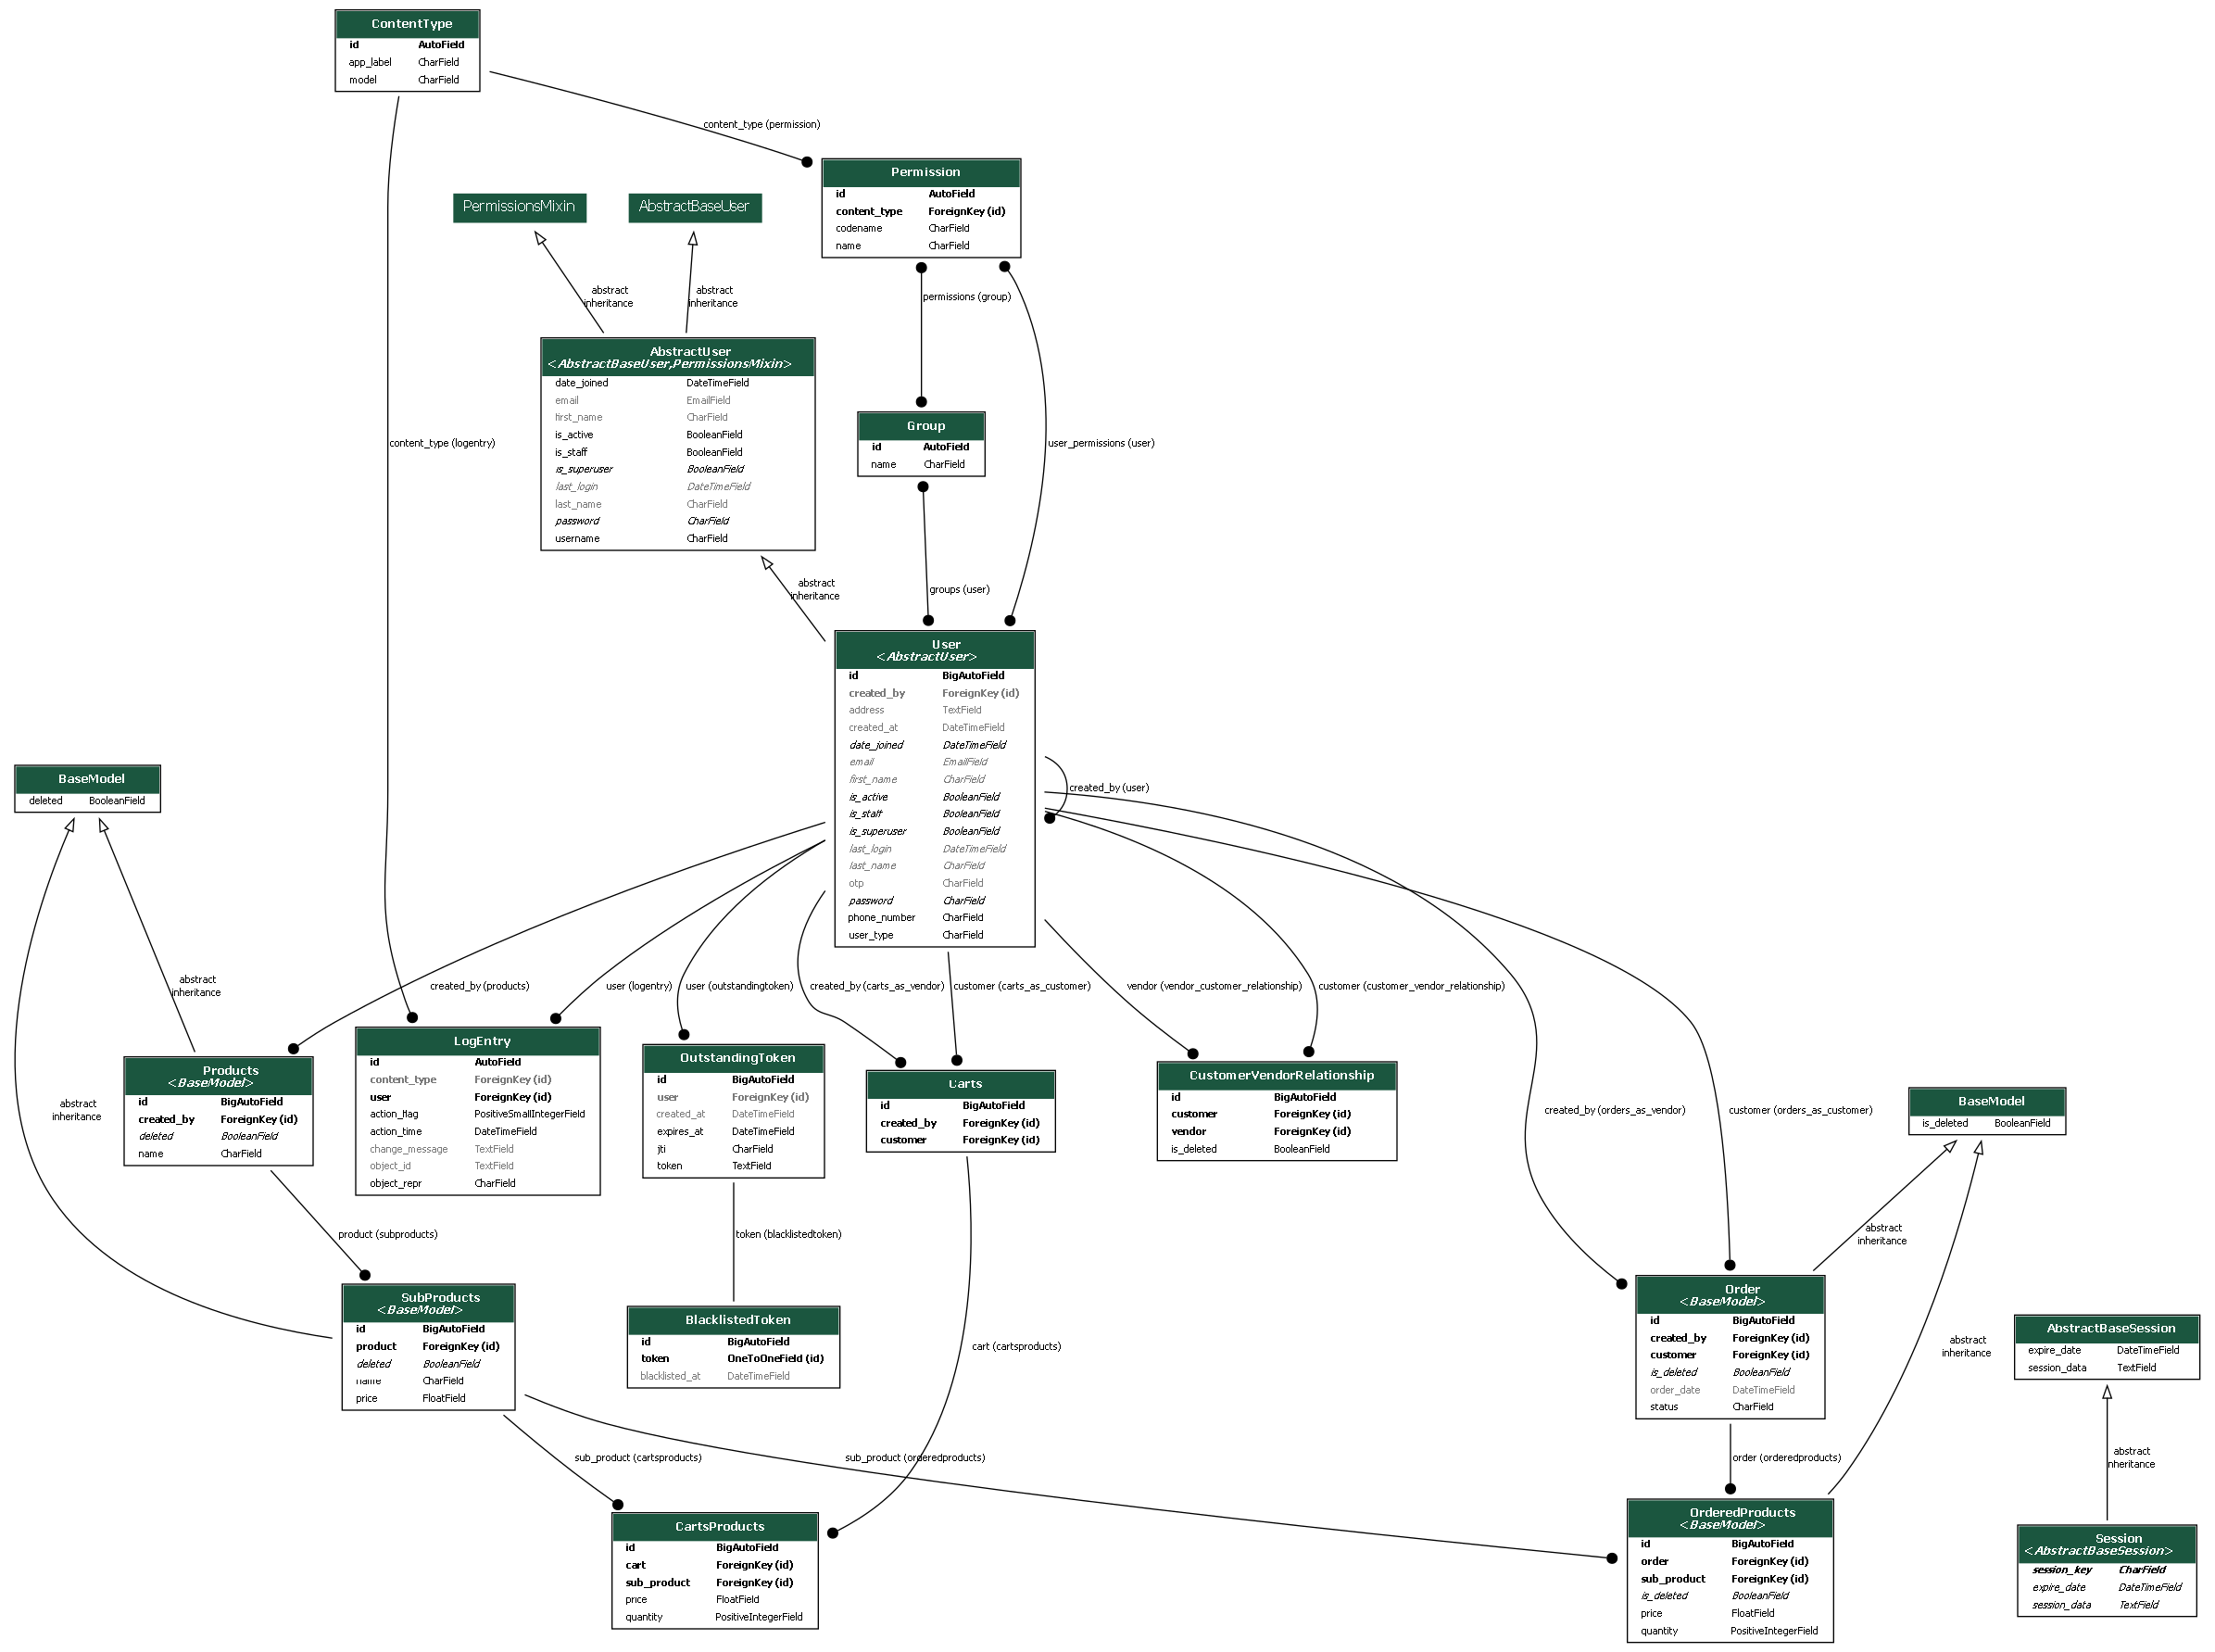 ContentType
id AutoField
app_label CharField
model CharField
content_type (permission)
Permission
id AutoField
content_type ForeignKey (id)
codename CharField
name CharField
PermissionsMixin
AbstractBaseUser
abstract
inheritance
abstract
inheritance
permissions (group)
AbstractUser
<AbstractBaseUser,PermissionsMixin>
date_joined DateTimeField
email EmailField
first_name CharField
is_active BooleanField
is_staff BooleanField
is_superuser BooleanField
last_login DateTimeField
last_name CharField
password CharField
username CharField
content_type (logentry)
Group
id AutoField
name CharField
user_permissions (user)
abstract
inheritance
groups (user)
User
<AbstractUser>
id BigAutoField
created_by ForeignKey (id)
address TextField
created_at DateTimeField
date_joined DateTimeField
email EmailField
first_name CharField
is_active BooleanField
is_staff BooleanField
is_superuser BooleanField
last_login DateTimeField
last_name CharField
otp CharField
password CharField
phone_number CharField
user_type CharField
created_by (user)
BaseModel
deleted BooleanField
abstract
inheritance
created_by (products)
user (logentry)
user (outstandingtoken)
created_by (carts_as_vendor)
customer (carts_as_customer)
vendor (vendor_customer_relationship)
customer (customer_vendor_relationship)
Products
<BaseModel>
id BigAutoField
created_by ForeignKey (id)
deleted BooleanField
name CharField
LogEntry
id AutoField
content_type ForeignKey (id)
user ForeignKey (id)
action_flag PositiveSmallIntegerField
action_time DateTimeField
change_message TextField
object_id TextField
object_repr CharField
OutstandingToken
id BigAutoField
user ForeignKey (id)
created_at DateTimeField
expires_at DateTimeField
jti CharField
token TextField
Carts
id BigAutoField
created_by ForeignKey (id)
customer ForeignKey (id)
CustomerVendorRelationship
id BigAutoField
customer ForeignKey (id)
vendor ForeignKey (id)
is_deleted BooleanField
created_by (orders_as_vendor)
customer (orders_as_customer)
BaseModel
is_deleted BooleanField
abstract
inheritance
product (subproducts)
token (blacklistedtoken)
abstract
inheritance
SubProducts
<BaseModel>
id BigAutoField
product ForeignKey (id)
deleted BooleanField
name CharField
price FloatField
BlacklistedToken
id BigAutoField
token OneToOneField (id)
blacklisted_at DateTimeField
cart (cartsproducts)
Order
<BaseModel>
id BigAutoField
created_by ForeignKey (id)
customer ForeignKey (id)
is_deleted BooleanField
order_date DateTimeField
status CharField
abstract
inheritance
AbstractBaseSession
expire_date DateTimeField
session_data TextField
sub_product (cartsproducts)
sub_product (orderedproducts)
order (orderedproducts)
abstract
inheritance
CartsProducts
id BigAutoField
cart ForeignKey (id)
sub_product ForeignKey (id)
price FloatField
quantity PositiveIntegerField
OrderedProducts
<BaseModel>
id BigAutoField
order ForeignKey (id)
sub_product ForeignKey (id)
is_deleted BooleanField
price FloatField
quantity PositiveIntegerField
Session
<AbstractBaseSession>
session_key CharField
expire_date DateTimeField
session_data TextField